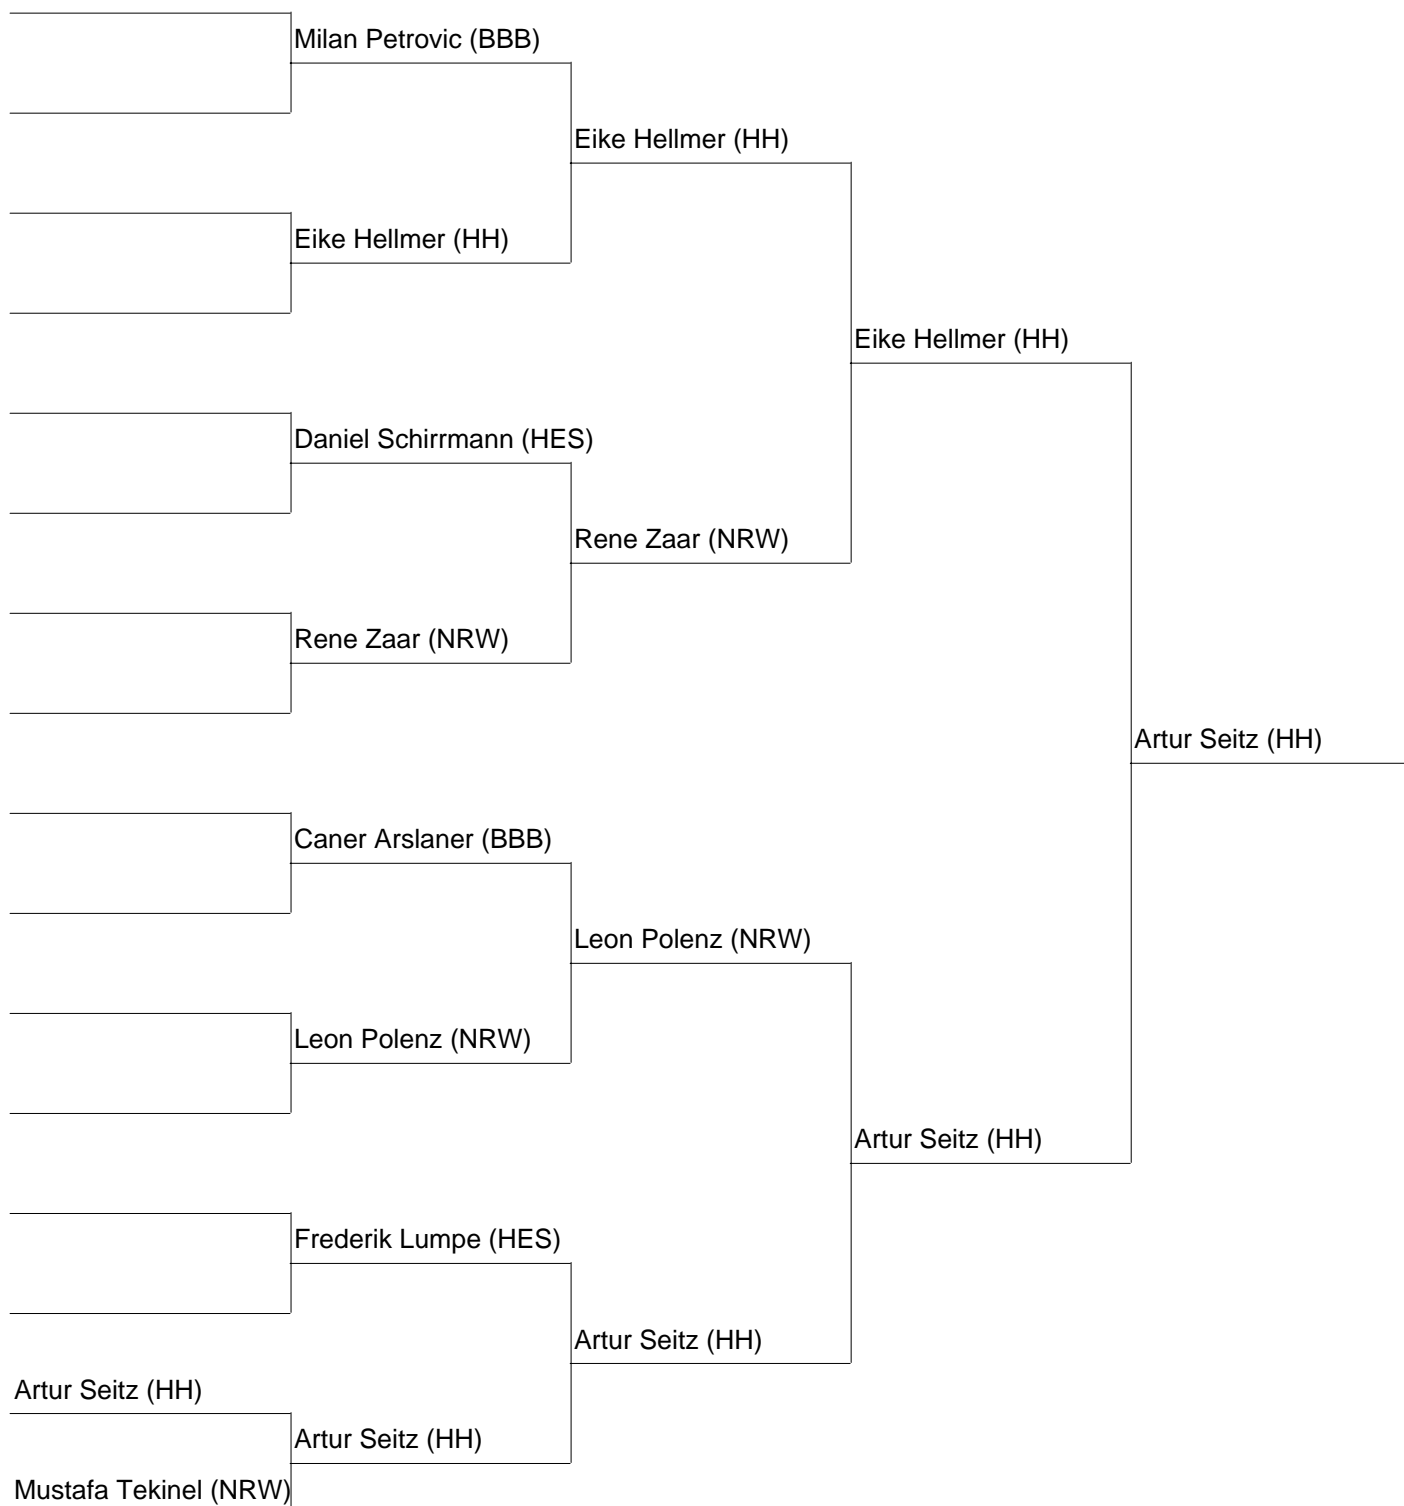 Milan Petrovic (BBB)
Eike Hellmer (HH)
Eike Hellmer (HH)
Eike Hellmer (HH)
Daniel Schirrmann (HES)
Rene Zaar (NRW)
Rene Zaar (NRW)
Artur Seitz (HH)
Caner Arslaner (BBB)
Leon Polenz (NRW)
Leon Polenz (NRW)
Artur Seitz (HH)
Frederik Lumpe (HES)
Artur Seitz (HH)
Artur Seitz (HH)
Artur Seitz (HH)
Mustafa Tekinel (NRW)